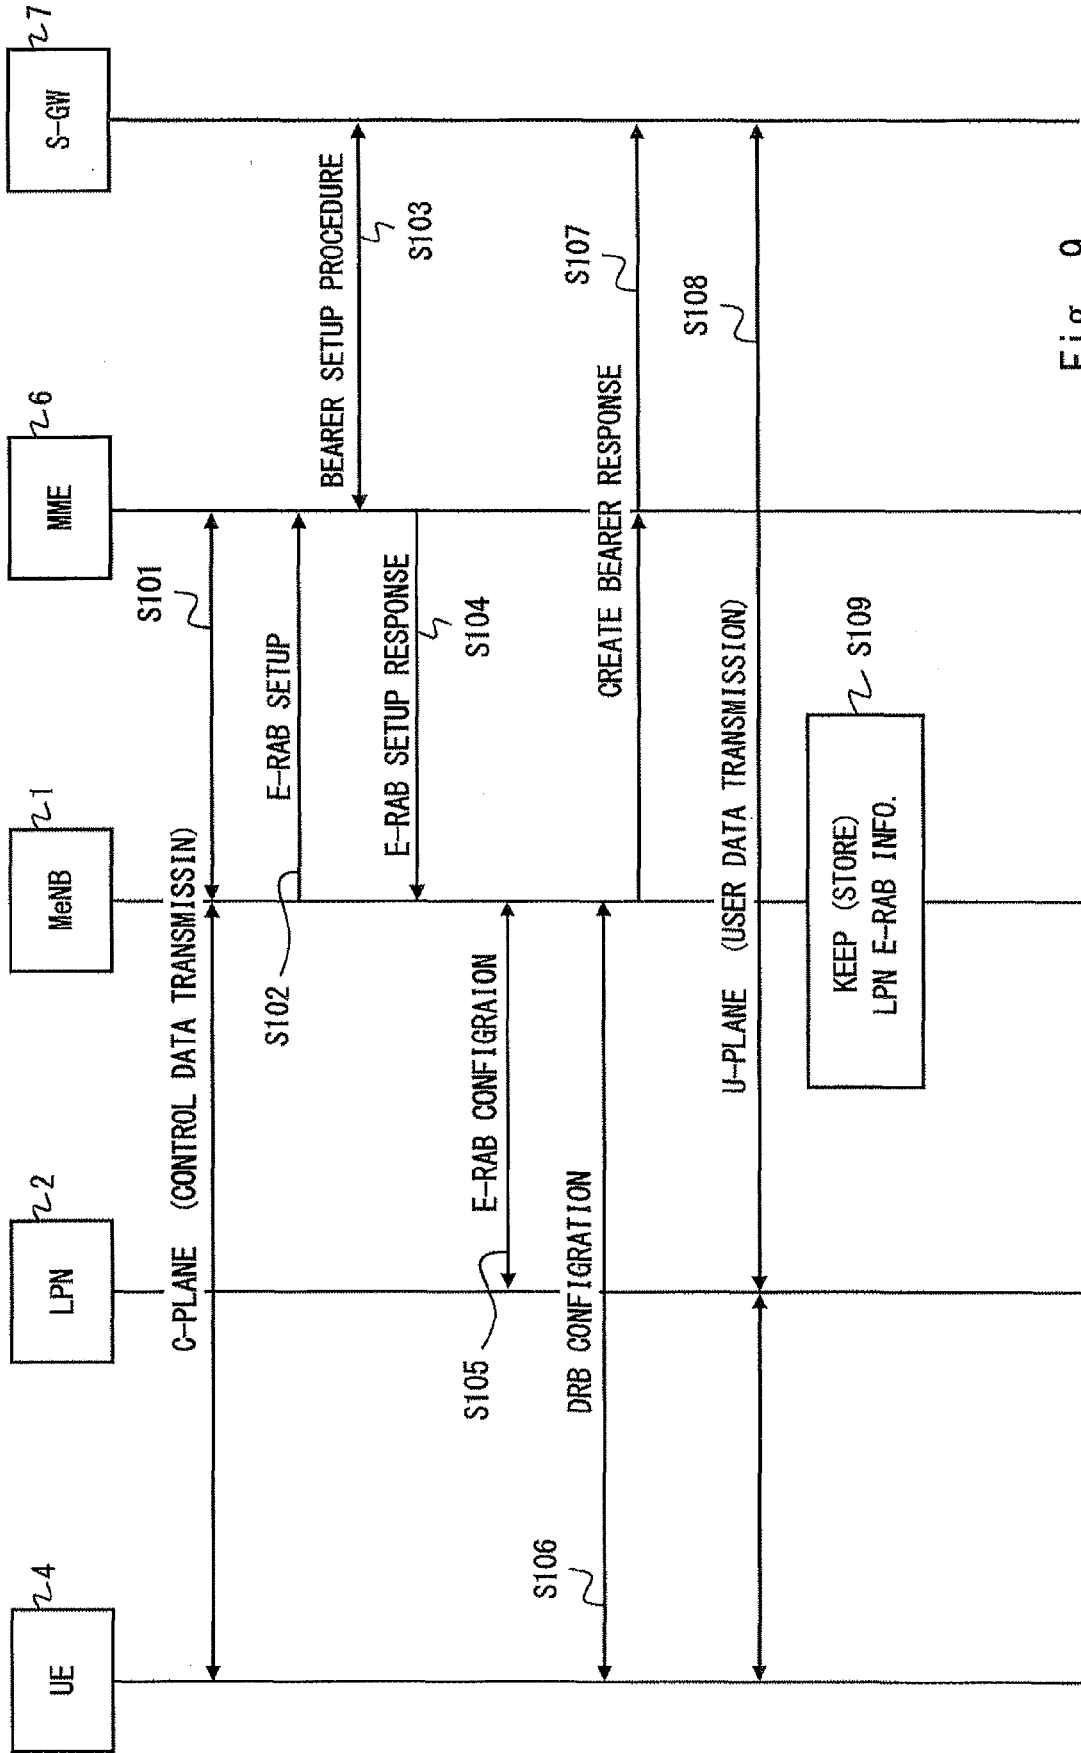 UE
4
LPN
2
MeNB
1
MME
6
S-GW
7
C-PLANE (CONTROL DATA TRANSMISSIN)
S101
E-RAB SETUP
S102
BEARER SETUP PROCEDURE
S103
E-RAB SETUP RESPONSE
S104
E-RAB CONFIGRAION
S105
DRB CONFIGRATION
S106
CREATE BEARER RESPONSE
S107
U-PLANE (USER DATA TRANSMISSION)
S108
KEEP (STORE)
LPN E-RAB INFO.
S109
Fig. 9